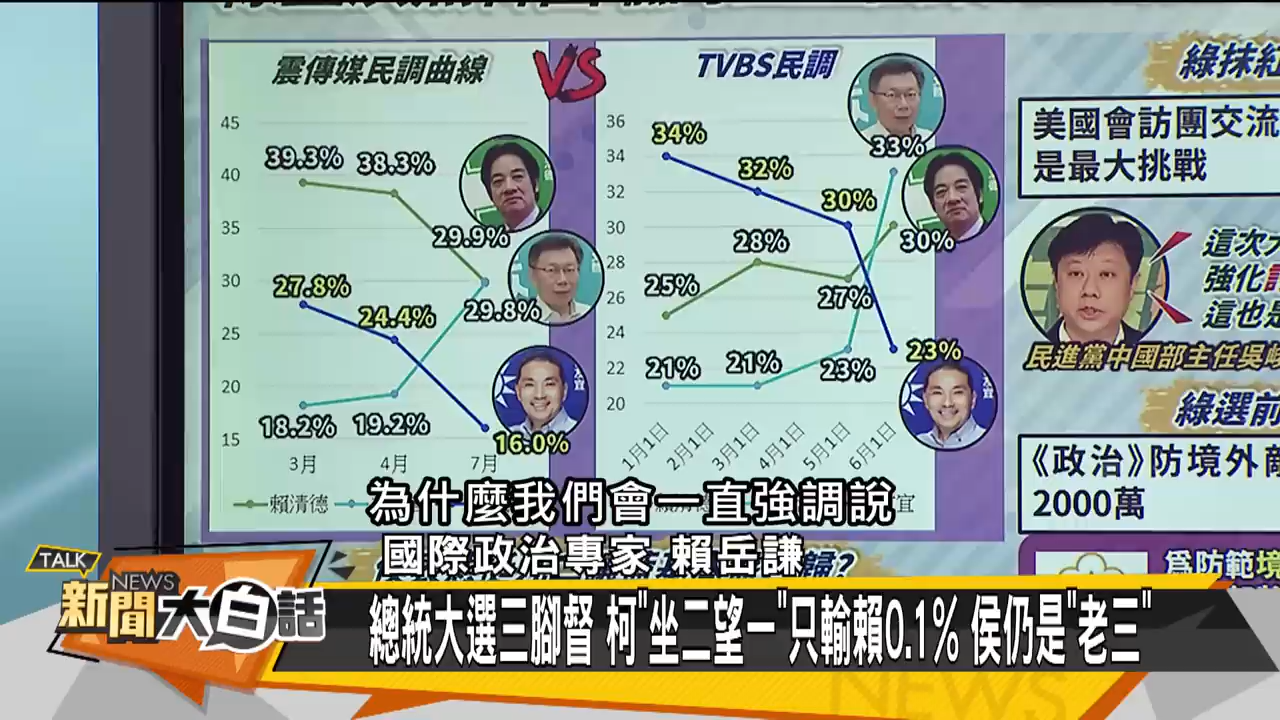 震傳媒民調曲線
VS
TVBS民調
45
40
35
30
25
20
15
39.3%
38.3%
29.9%
27.8%
24.4%
29.8%
18.2%
19.2%
16.0%
3月
4月
7月
賴清德
36
34
32
30
28
26
24
22
20
34%
32%
30%
33%
25%
28%
27%
30%
21%
21%
23%
23%
1月1日
2月1日
3月1日
4月1日
5月1日
6月1日
宜
綠抹紅
美國會訪團交流
是最大挑戰
這次
強化
這也是
民進黨中國部主任吳峻
綠選前
《政治》防境外敵
2000萬
為防範境
為什麼我們會一直強調說
國際政治專家 賴岳謙
TALK
NEWS
新聞大白話
總統大選三腳督 柯"坐二望一"只輸賴0.1% 侯仍是"老三"
NEWS